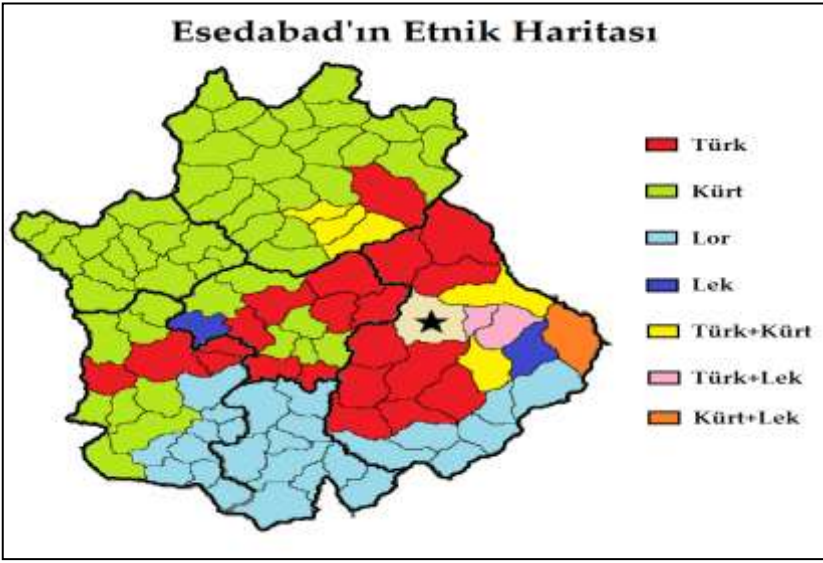 Esedabad'ın Etnik Haritası
Türk
Kürt
Lor
Lek
Türk+Kürt
Türk+Lek
Kürt+Lek